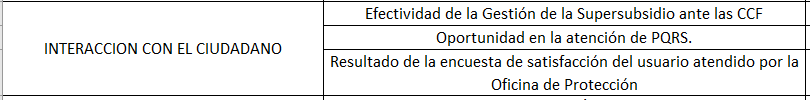 Efectividad de la Gestión de la Supersubsidio ante las CCF
INTERACCION CON EL CIUDADANO
Oportunidad en la atención de PQRS.
Resultado de la encuesta de satisfacción del usuario atendido por la
Oficina de Protección